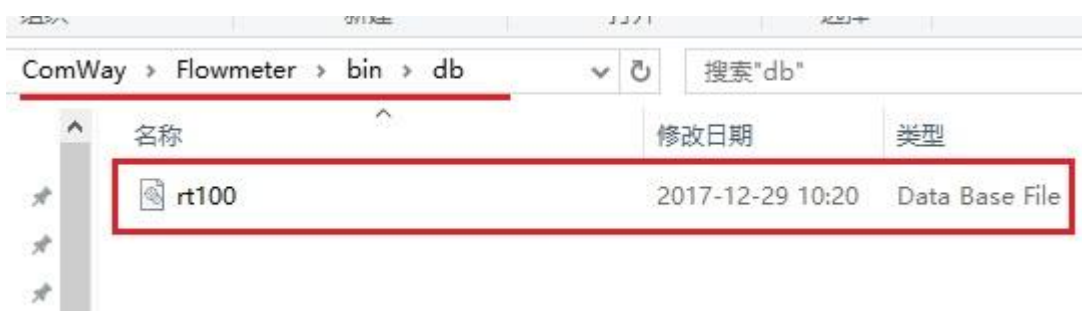 ComWay > Flowmeter > bin > db 搜索"db"
名称 修改日期 类型
rt100 2017-12-29 10:20 Data Base File